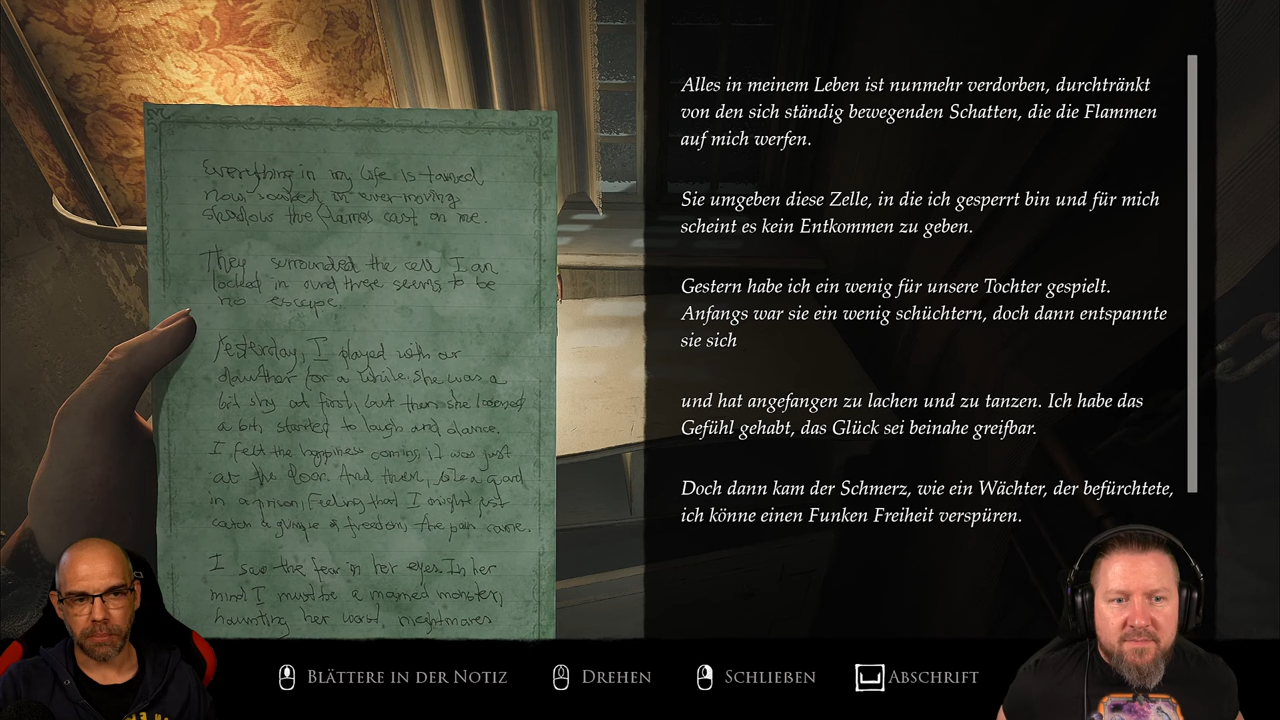 Everything in my life is tained
now soaked in ever-moving
shadow the flames cast on me.
They surrounded the cell I am
locked in and there seems to be
no escape.
Yesterday, I played with our
dauther for a while. She was a
bit shy at first, but then she loosened
a bit, started to laugh and dance.
I felt the happiness coming, it was just
at the door. And then, like a guard
in a prison, feeling that I might just
catch a glimpse of freedom, the pain came.
I saw the fear in her eyes. In her
mind I must be a monster,
haunting her worst nightmares
Alles in meinem Leben ist nunmehr verdorben, durchtränkt
von den sich ständig bewegenden Schatten, die die Flammen
auf mich werfen.
Sie umgeben diese Zelle, in die ich gesperrt bin und für mich
scheint es kein Entkommen zu geben.
Gestern habe ich ein wenig für unsere Tochter gespielt.
Anfangs war sie ein wenig schüchtern, doch dann entspannte
sie sich
und hat angefangen zu lachen und zu tanzen. Ich habe das
Gefühl gehabt, das Glück sei beinahe greifbar.
Doch dann kam der Schmerz, wie ein Wächter, der befürchtete,
ich könne einen Funken Freiheit verspüren.
Blättere in der Notiz Drehen Schließen Abschrift